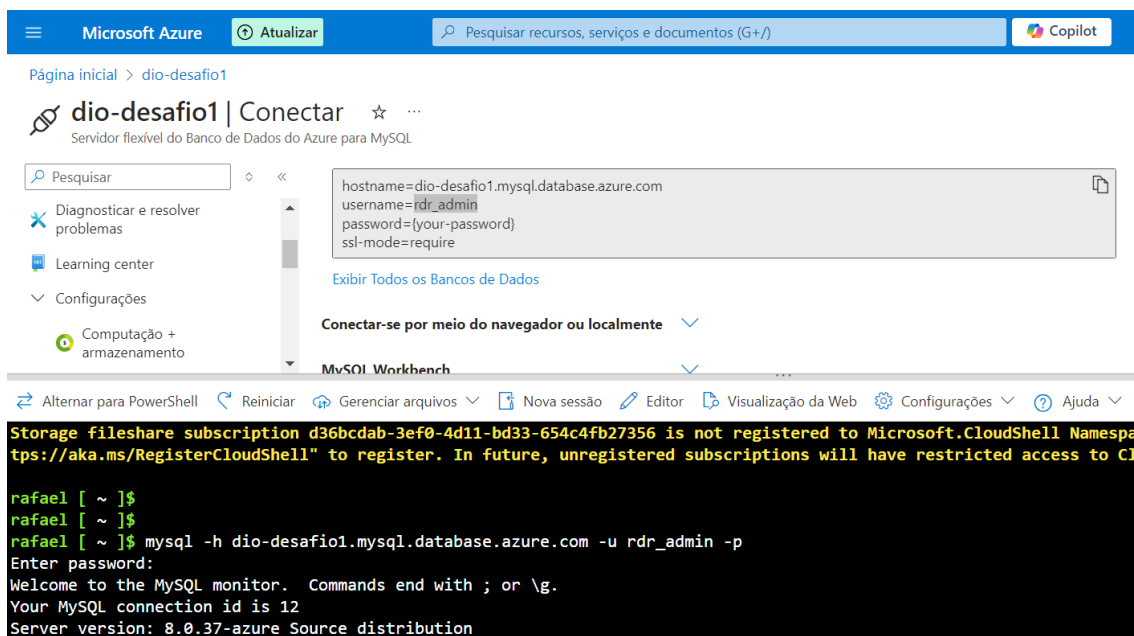 Microsoft Azure
Atualizar
Pesquisar recursos, serviços e documentos (G+/)
Copilot
Página inicial > dio-desafio1
dio-desafio1 | Conectar
Servidor flexível do Banco de Dados do Azure para MySQL
Pesquisar
Diagnosticar e resolver
problemas
Learning center
Configurações
Computação +
armazenamento
hostname=dio-desafio1.mysql.database.azure.com
username=rdr_admin
password={your-password}
ssl-mode=require
Exibir Todos os Bancos de Dados
Conectar-se por meio do navegador ou localmente
MySQL Workbench
Alternar para PowerShell Reiniciar Gerenciar arquivos Nova sessão Editor Visualização da Web Configurações Ajuda
Storage fileshare subscription d36bcdab-3ef0-4d11-bd33-654c4fb27356 is not registered to Microsoft.CloudShell Namespa
tps://aka.ms/RegisterCloudShell" to register. In future, unregistered subscriptions will have restricted access to Cl
rafael [ ~ ]$
rafael [ ~ ]$
rafael [ ~ ]$ mysql -h dio-desafio1.mysql.database.azure.com -u rdr_admin -p
Enter password:
Welcome to the MySQL monitor.  Commands end with ; or \g.
Your MySQL connection id is 12
Server version: 8.0.37-azure Source distribution